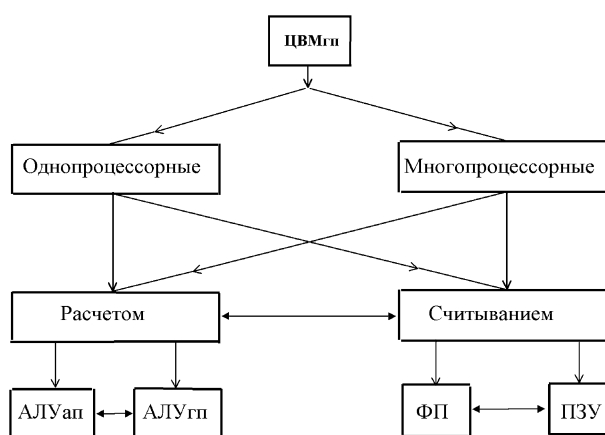 ЦВМгп
Однопроцессорные
Многопроцессорные
Расчетом
Считыванием
АЛУап
АЛУгп
ФП
ПЗУ